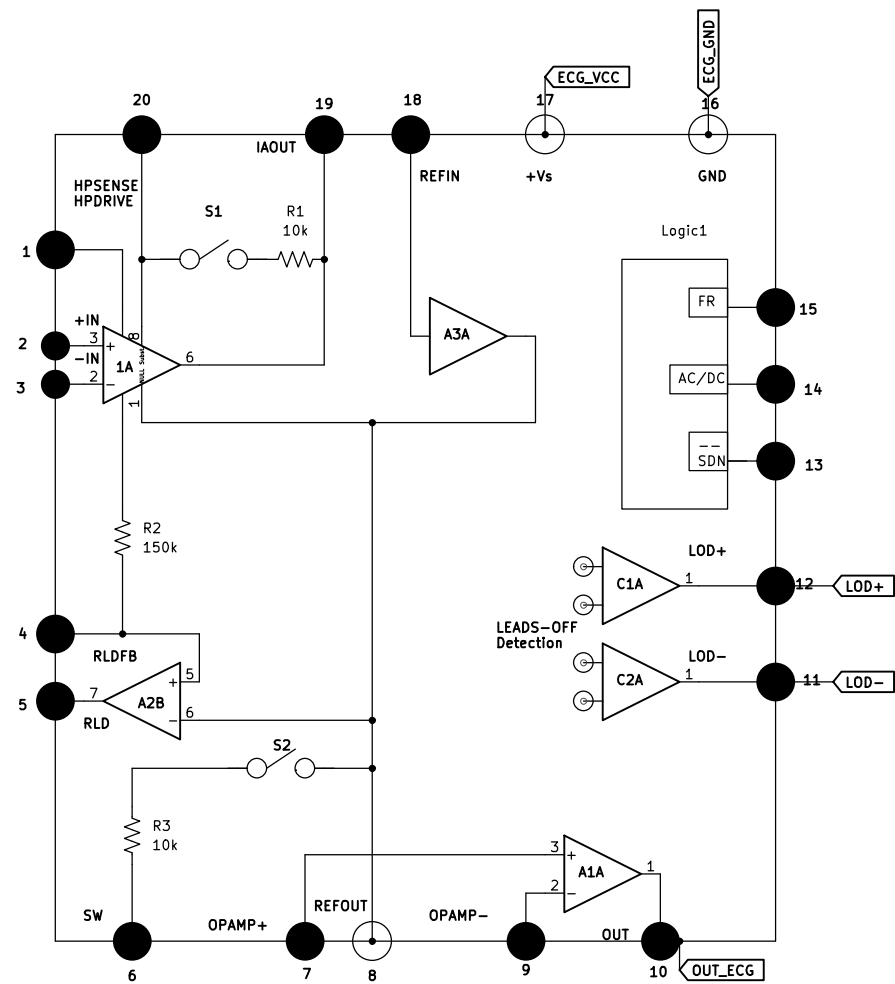 ECG_GND
ECG_VCC
20
19
18
17
16
IAOUT
REFIN
+Vs
GND
HPSENSE
HPDRIVE
S1
R1
10k
Logic1
1
FR
15
+IN
2
3
+
8
1A
NULL
Subst
6
A3A
-IN
3
2
-
1
AC/DC
14
--
SDN
13
R2
150k
LOD+
C1A
1
12
LOD+
LEADS-OFF
Detection
4
RLDFB
LOD-
C2A
1
11
LOD-
5
7
RLD
A2B
5
+
6
-
S2
R3
10k
3
+
A1A
1
2
-
SW
OPAMP+
REFOUT
OPAMP-
OUT
6
7
8
9
10
OUT_ECG